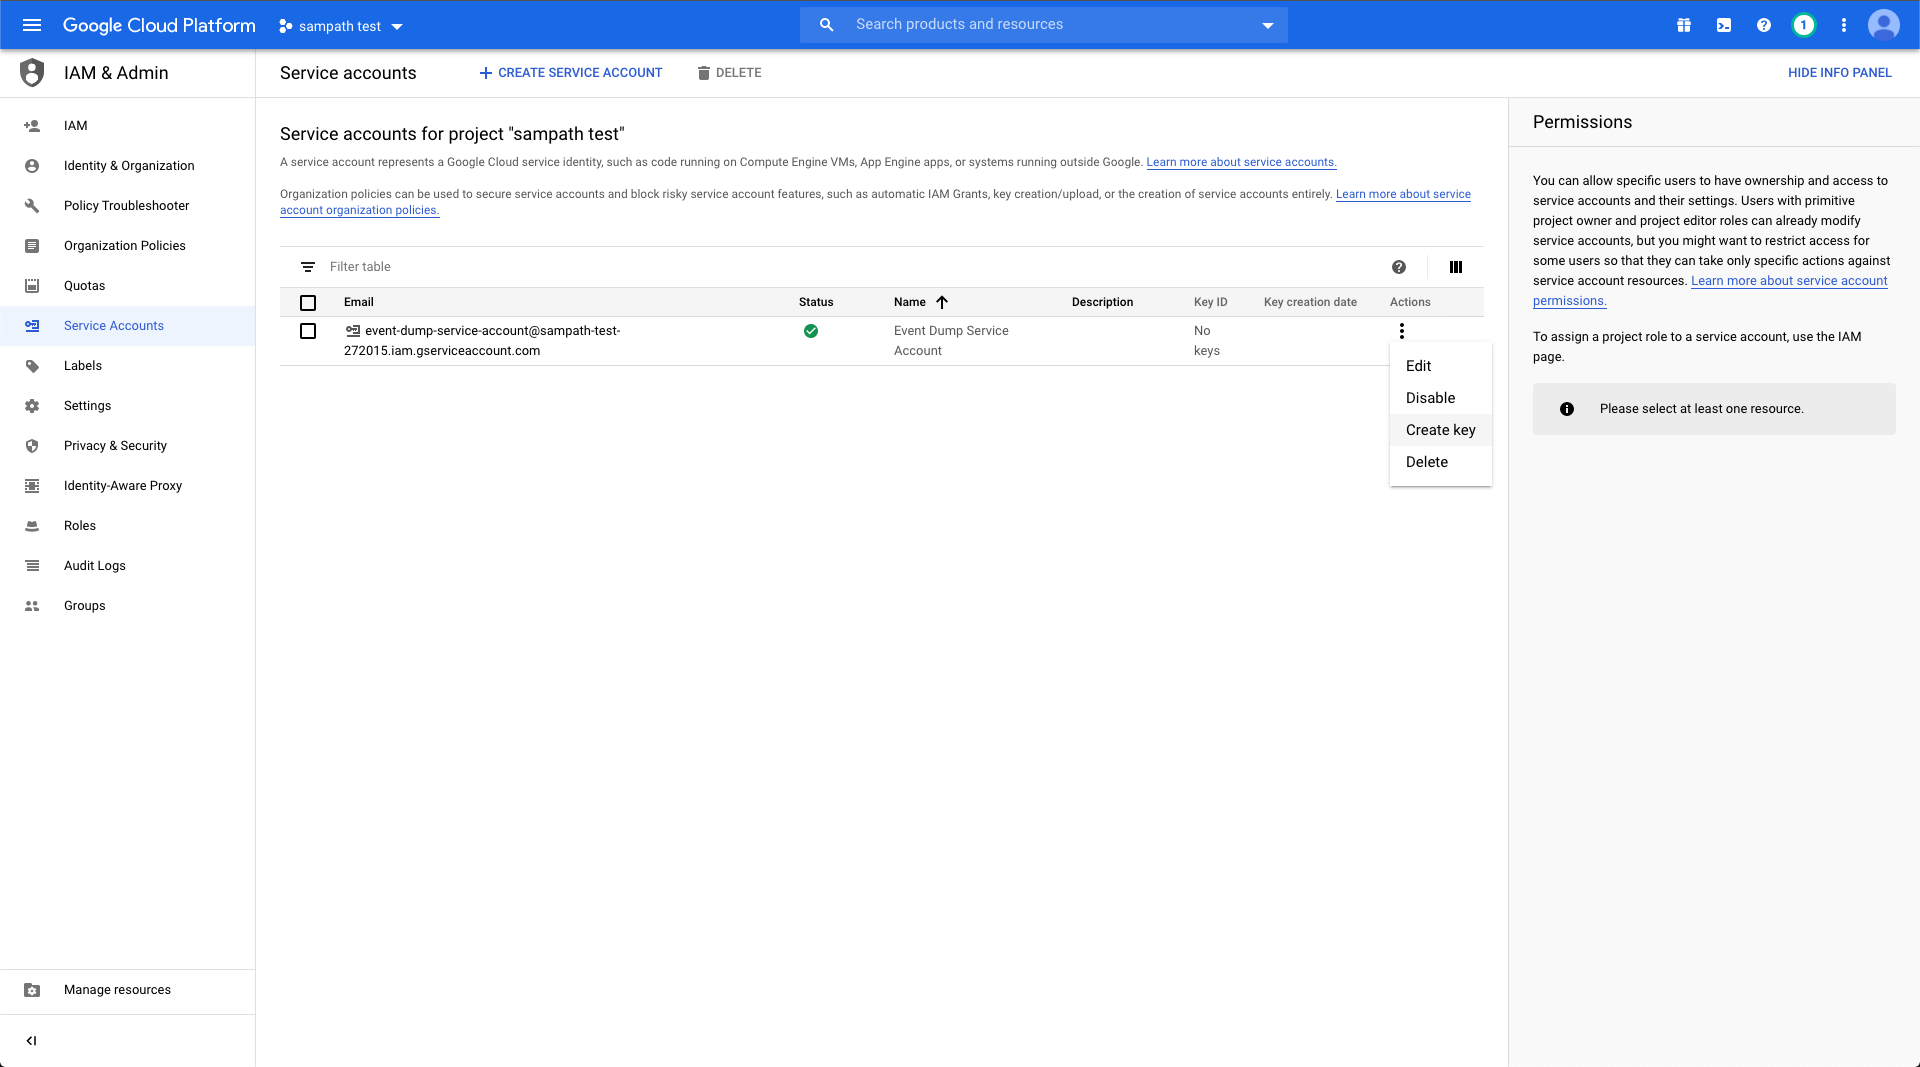 Google Cloud Platform
sampath test
Search products and resources
1
IAM & Admin
Service accounts
CREATE SERVICE ACCOUNT
DELETE
HIDE INFO PANEL
IAM
Identity & Organization
Policy Troubleshooter
Organization Policies
Quotas
Service Accounts
Labels
Settings
Privacy & Security
Identity-Aware Proxy
Roles
Audit Logs
Groups
Manage resources
Service accounts for project "sampath test"
A service account represents a Google Cloud service identity, such as code running on Compute Engine VMs, App Engine apps, or systems running outside Google. Learn more about service accounts.
Organization policies can be used to secure service accounts and block risky service account features, such as automatic IAM Grants, key creation/upload, or the creation of service accounts entirely. Learn more about service
account organization policies.
Filter table
Email Status Name Description Key ID Key creation date Actions
event-dump-service-account@sampath-test- Event Dump Service No
272015.iam.gserviceaccount.com Account keys
Edit
Disable
Create key
Delete
Permissions
You can allow specific users to have ownership and access to
service accounts and their settings. Users with primitive
project owner and project editor roles can already modify
service accounts, but you might want to restrict access for
some users so that they can take only specific actions against
service account resources. Learn more about service account
permissions.
To assign a project role to a service account, use the IAM
page.
Please select at least one resource.